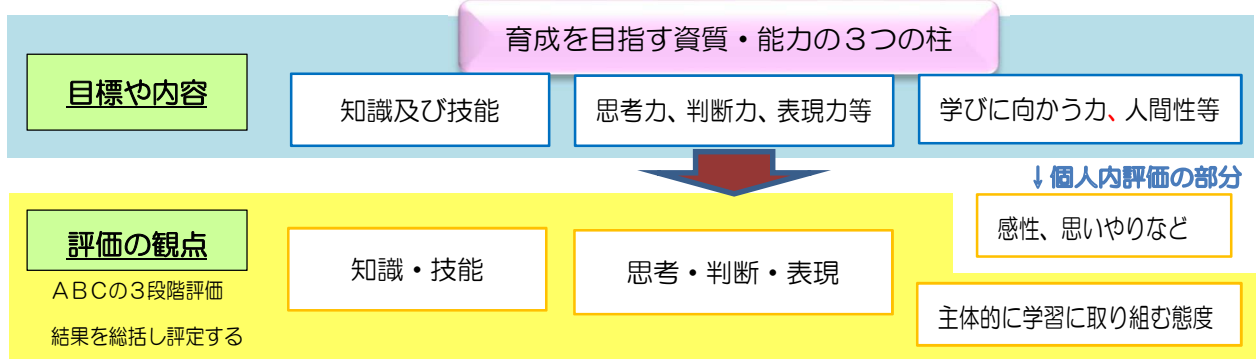 育成を目指す資質・能力の3つの柱
目標や内容
知識及び技能
思考力、判断力、表現力等
学びに向かう力、人間性等
↓個人内評価の部分
評価の観点
ABCの3段階評価
結果を総括し評定する
知識・技能
思考・判断・表現
感性、思いやりなど
主体的に学習に取り組む態度